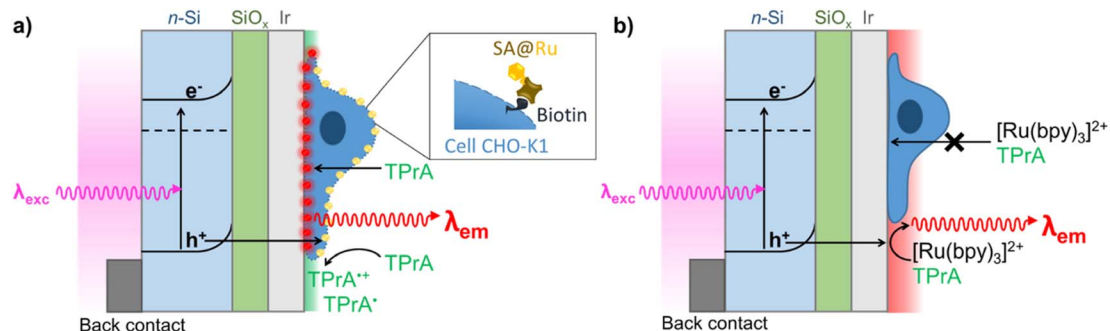 a)
n-Si
SiOₓ
Ir
e⁻
λexc
h⁺
SA@Ru
Biotin
Cell CHO-K1
TPrA
λem
TPrA
TPrA•⁺
TPrA•
Back contact
b)
n-Si
SiOₓ
Ir
e⁻
λexc
h⁺
[Ru(bpy)₃]²⁺
TPrA
λem
[Ru(bpy)₃]²⁺
TPrA
Back contact